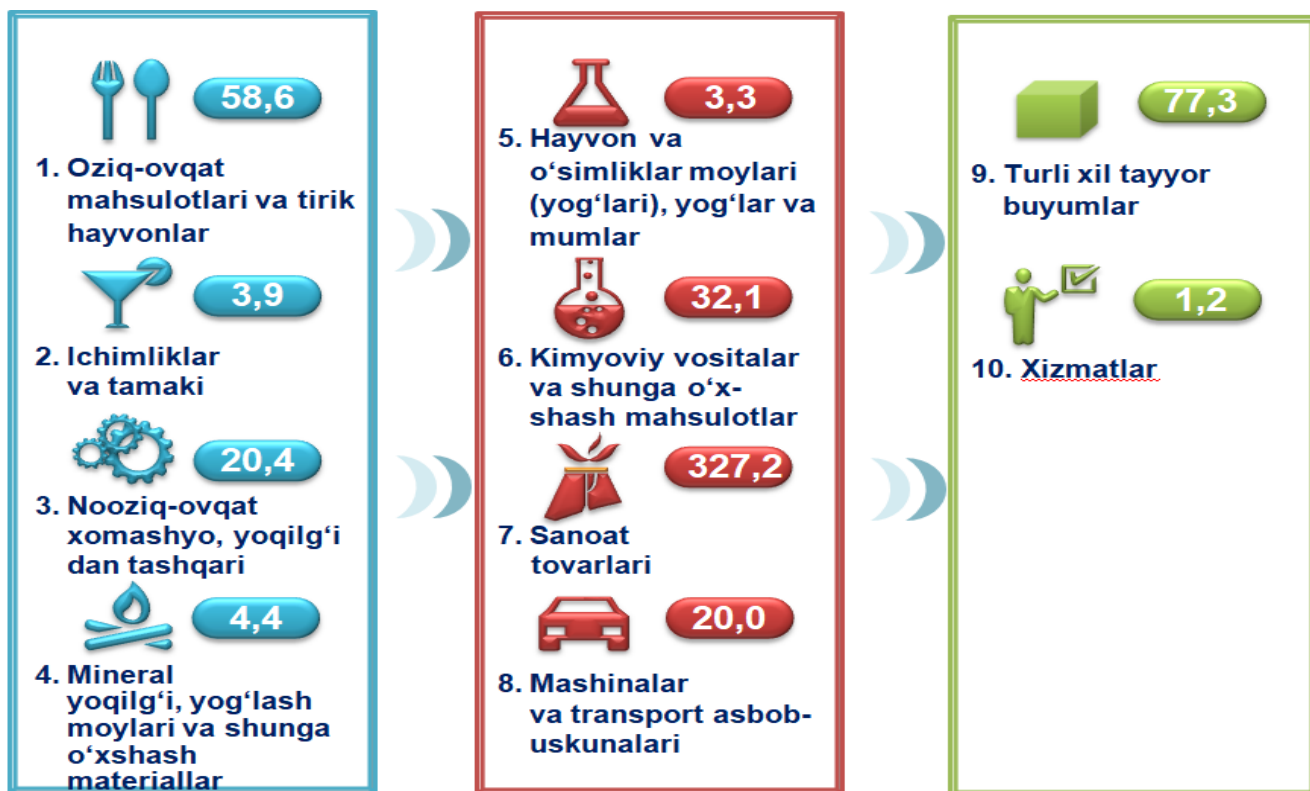 58,6
1. Oziq-ovqat
mahsulotlari va tirik
hayvonlar
3,9
2. Ichimliklar
va tamaki
20,4
3. Nooziq-ovqat
xomashyo, yoqilg‘i
dan tashqari
4,4
4. Mineral
yoqilg‘i, yog‘lash
moylari va shunga
o‘xshash
materiallar
3,3
5. Hayvon va
o‘simliklar moylari
(yog‘lari), yog‘lar va
mumlar
32,1
6. Kimyoviy vositalar
va shunga o‘x-
shash mahsulotlar
327,2
7. Sanoat
tovarlari
20,0
8. Mashinalar
va transport asbob-
uskunalari
77,3
9. Turli xil tayyor
buyumlar
1,2
10. Xizmatlar